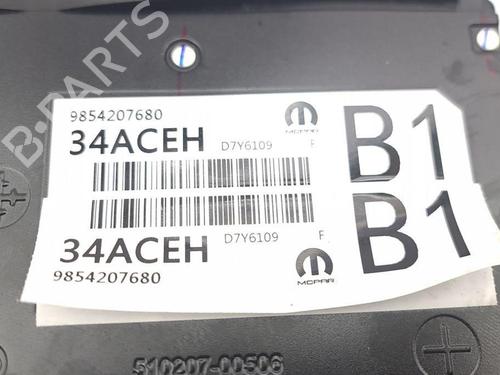 B-PARTS
9854207680
34ACEH D7Y6109 F
MOPAR
B1
34ACEH D7Y6109 F
9854207680
MOPAR
B1
510207-00506